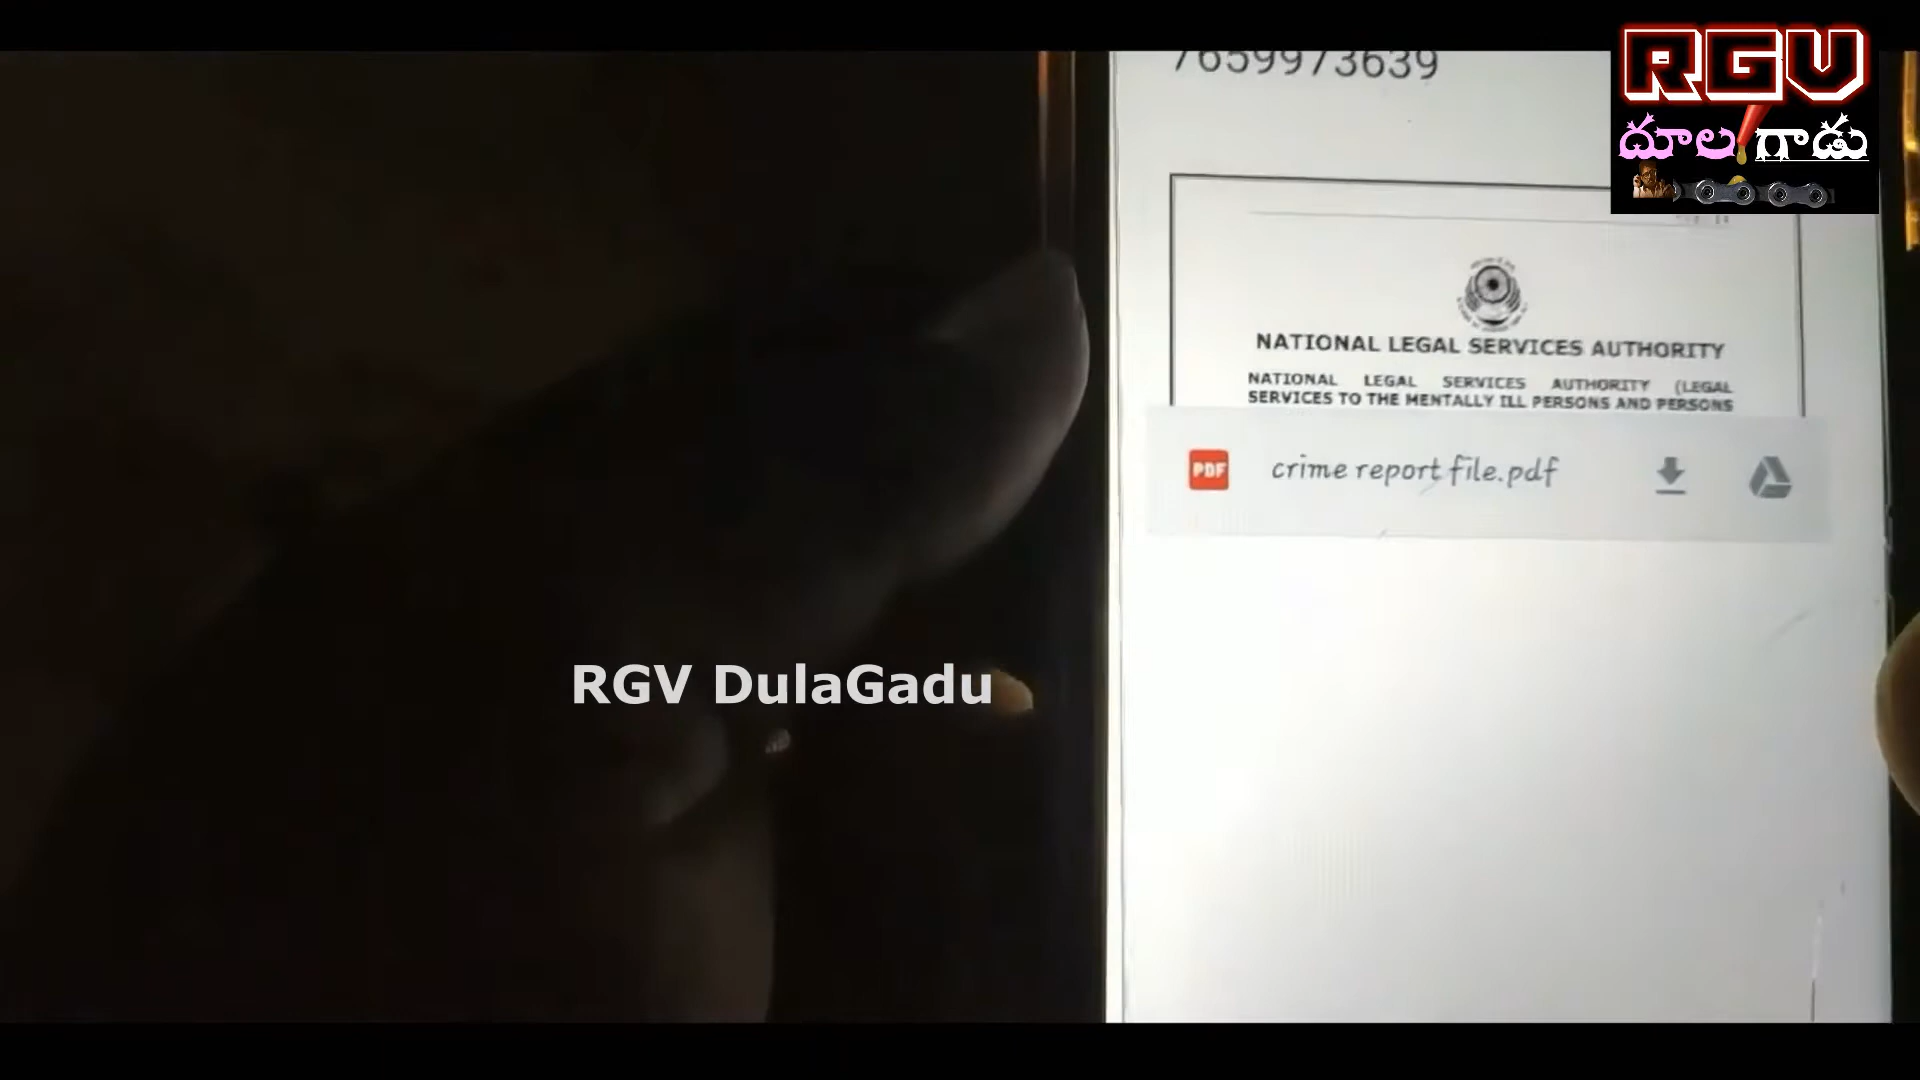 7659973639
RGV
దూల గాడు
NATIONAL LEGAL SERVICES AUTHORITY
NATIONAL LEGAL SERVICES AUTHORITY (LEGAL
SERVICES TO THE MENTALLY ILL PERSONS AND PERSONS
PDF crime report file.pdf
RGV DulaGadu